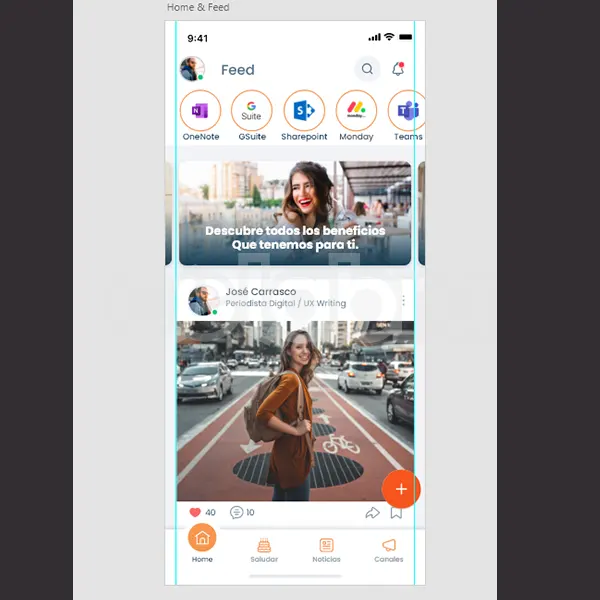 Home & Feed
9:41
Feed
N
G
Suite
S
monday
T
OneNote
GSuite
Sharepoint
Monday
Teams
Descubre todos los beneficios
Que tenemos para ti.
José Carrasco
Periodista Digital / UX Writing
40
10
Home
Saludar
Noticias
Canales